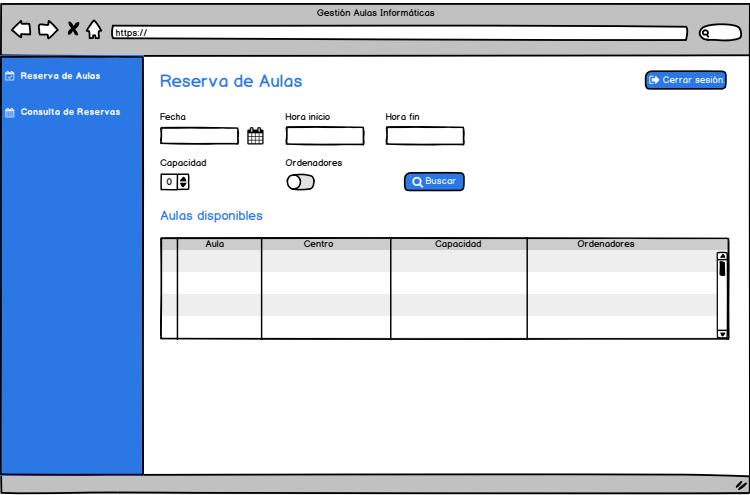 Gestión Aulas Informáticas
https://
Reserva de Aulas
Consulta de Reservas
Reserva de Aulas
Cerrar sesión
Fecha
Hora inicio
Hora fin
Capacidad
Ordenadores
0
Buscar
Aulas disponibles
Aula Centro Capacidad Ordenadores